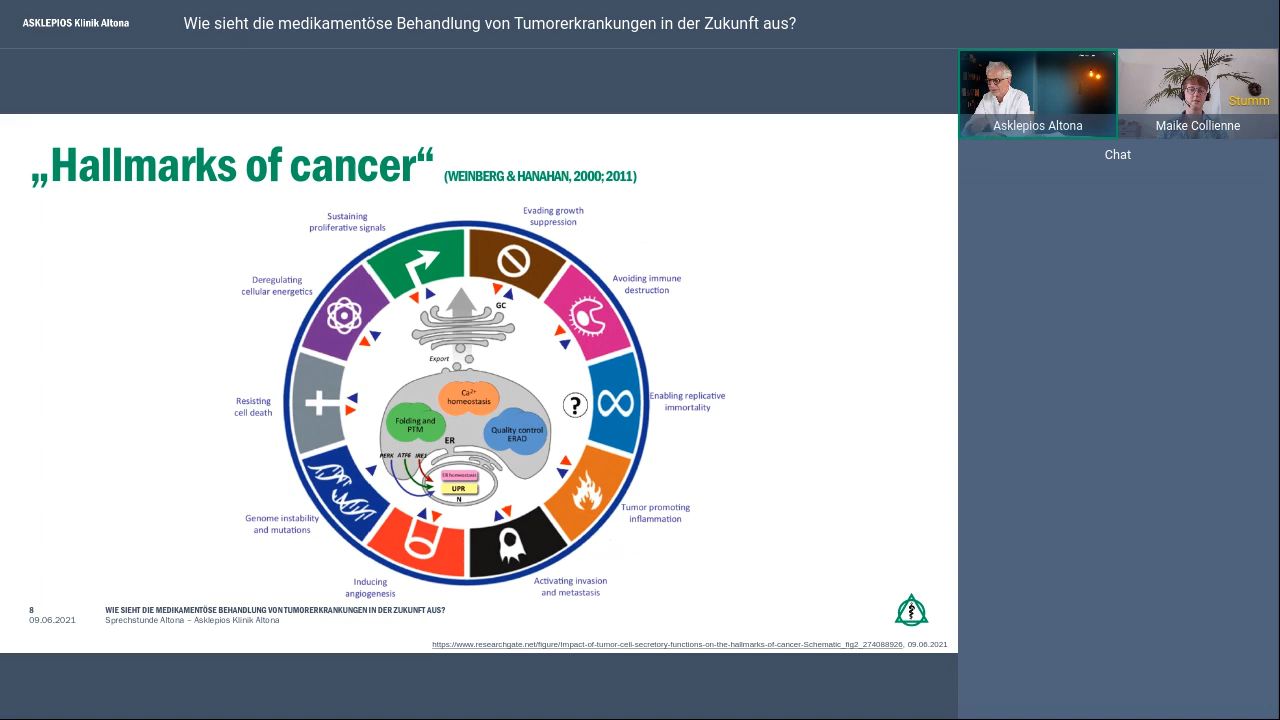 ASKLEPIOS Klinik Altona
Wie sieht die medikamentöse Behandlung von Tumorerkrankungen in der Zukunft aus?
Asklepios Altona
Stumm
Maike Collienne
Chat
„Hallmarks of cancer“ (WEINBERG & HANAHAN, 2000; 2011)
Sustaining
proliferative signals
Evading growth
suppression
Deregulating
cellular energetics
Avoiding immune
destruction
GC
Export
Resisting
cell death
Enabling replicative
immortality
Ca2+
homeostasis
?
Folding and
PTM
Quality control
ERAD
ER
PERK ATF6 IRE1
ER homeostasis
UPR
N
Genome instability
and mutations
Tumor promoting
inflammation
Inducing
angiogenesis
Activating invasion
and metastasis
8
WIE SIEHT DIE MEDIKAMENTÖSE BEHANDLUNG VON TUMORERKRANKUNGEN IN DER ZUKUNFT AUS?
09.06.2021
Sprechstunde Altona – Asklepios Klinik Altona
https://www.researchgate.net/figure/Impact-of-tumor-cell-secretory-functions-on-the-hallmarks-of-cancer-Schematic_fig2_274088926, 09.06.2021